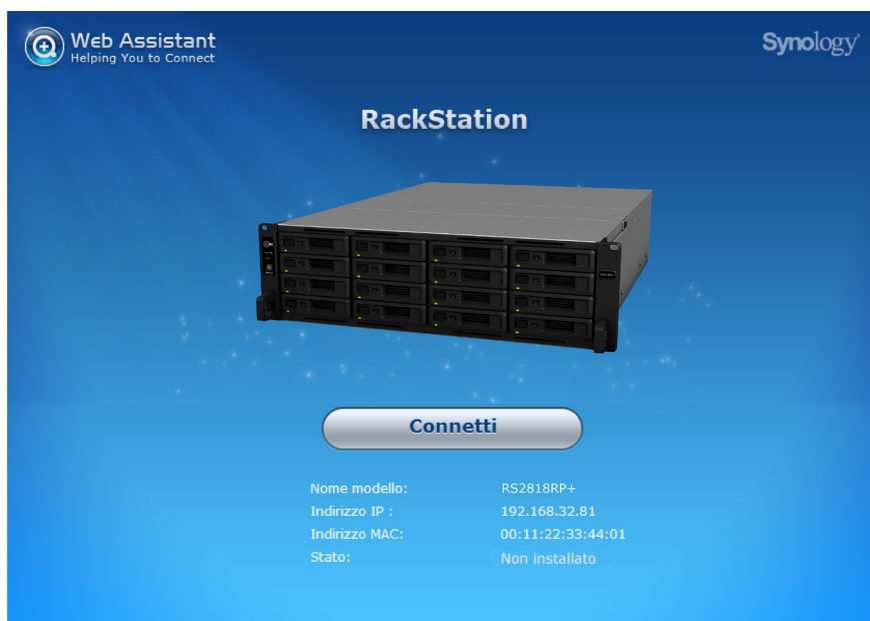 Web Assistant
Helping You to Connect
Synology
RackStation
Connetti
Nome modello: RS2818RP+
Indirizzo IP : 192.168.32.81
Indirizzo MAC: 00:11:22:33:44:01
Stato: Non installato